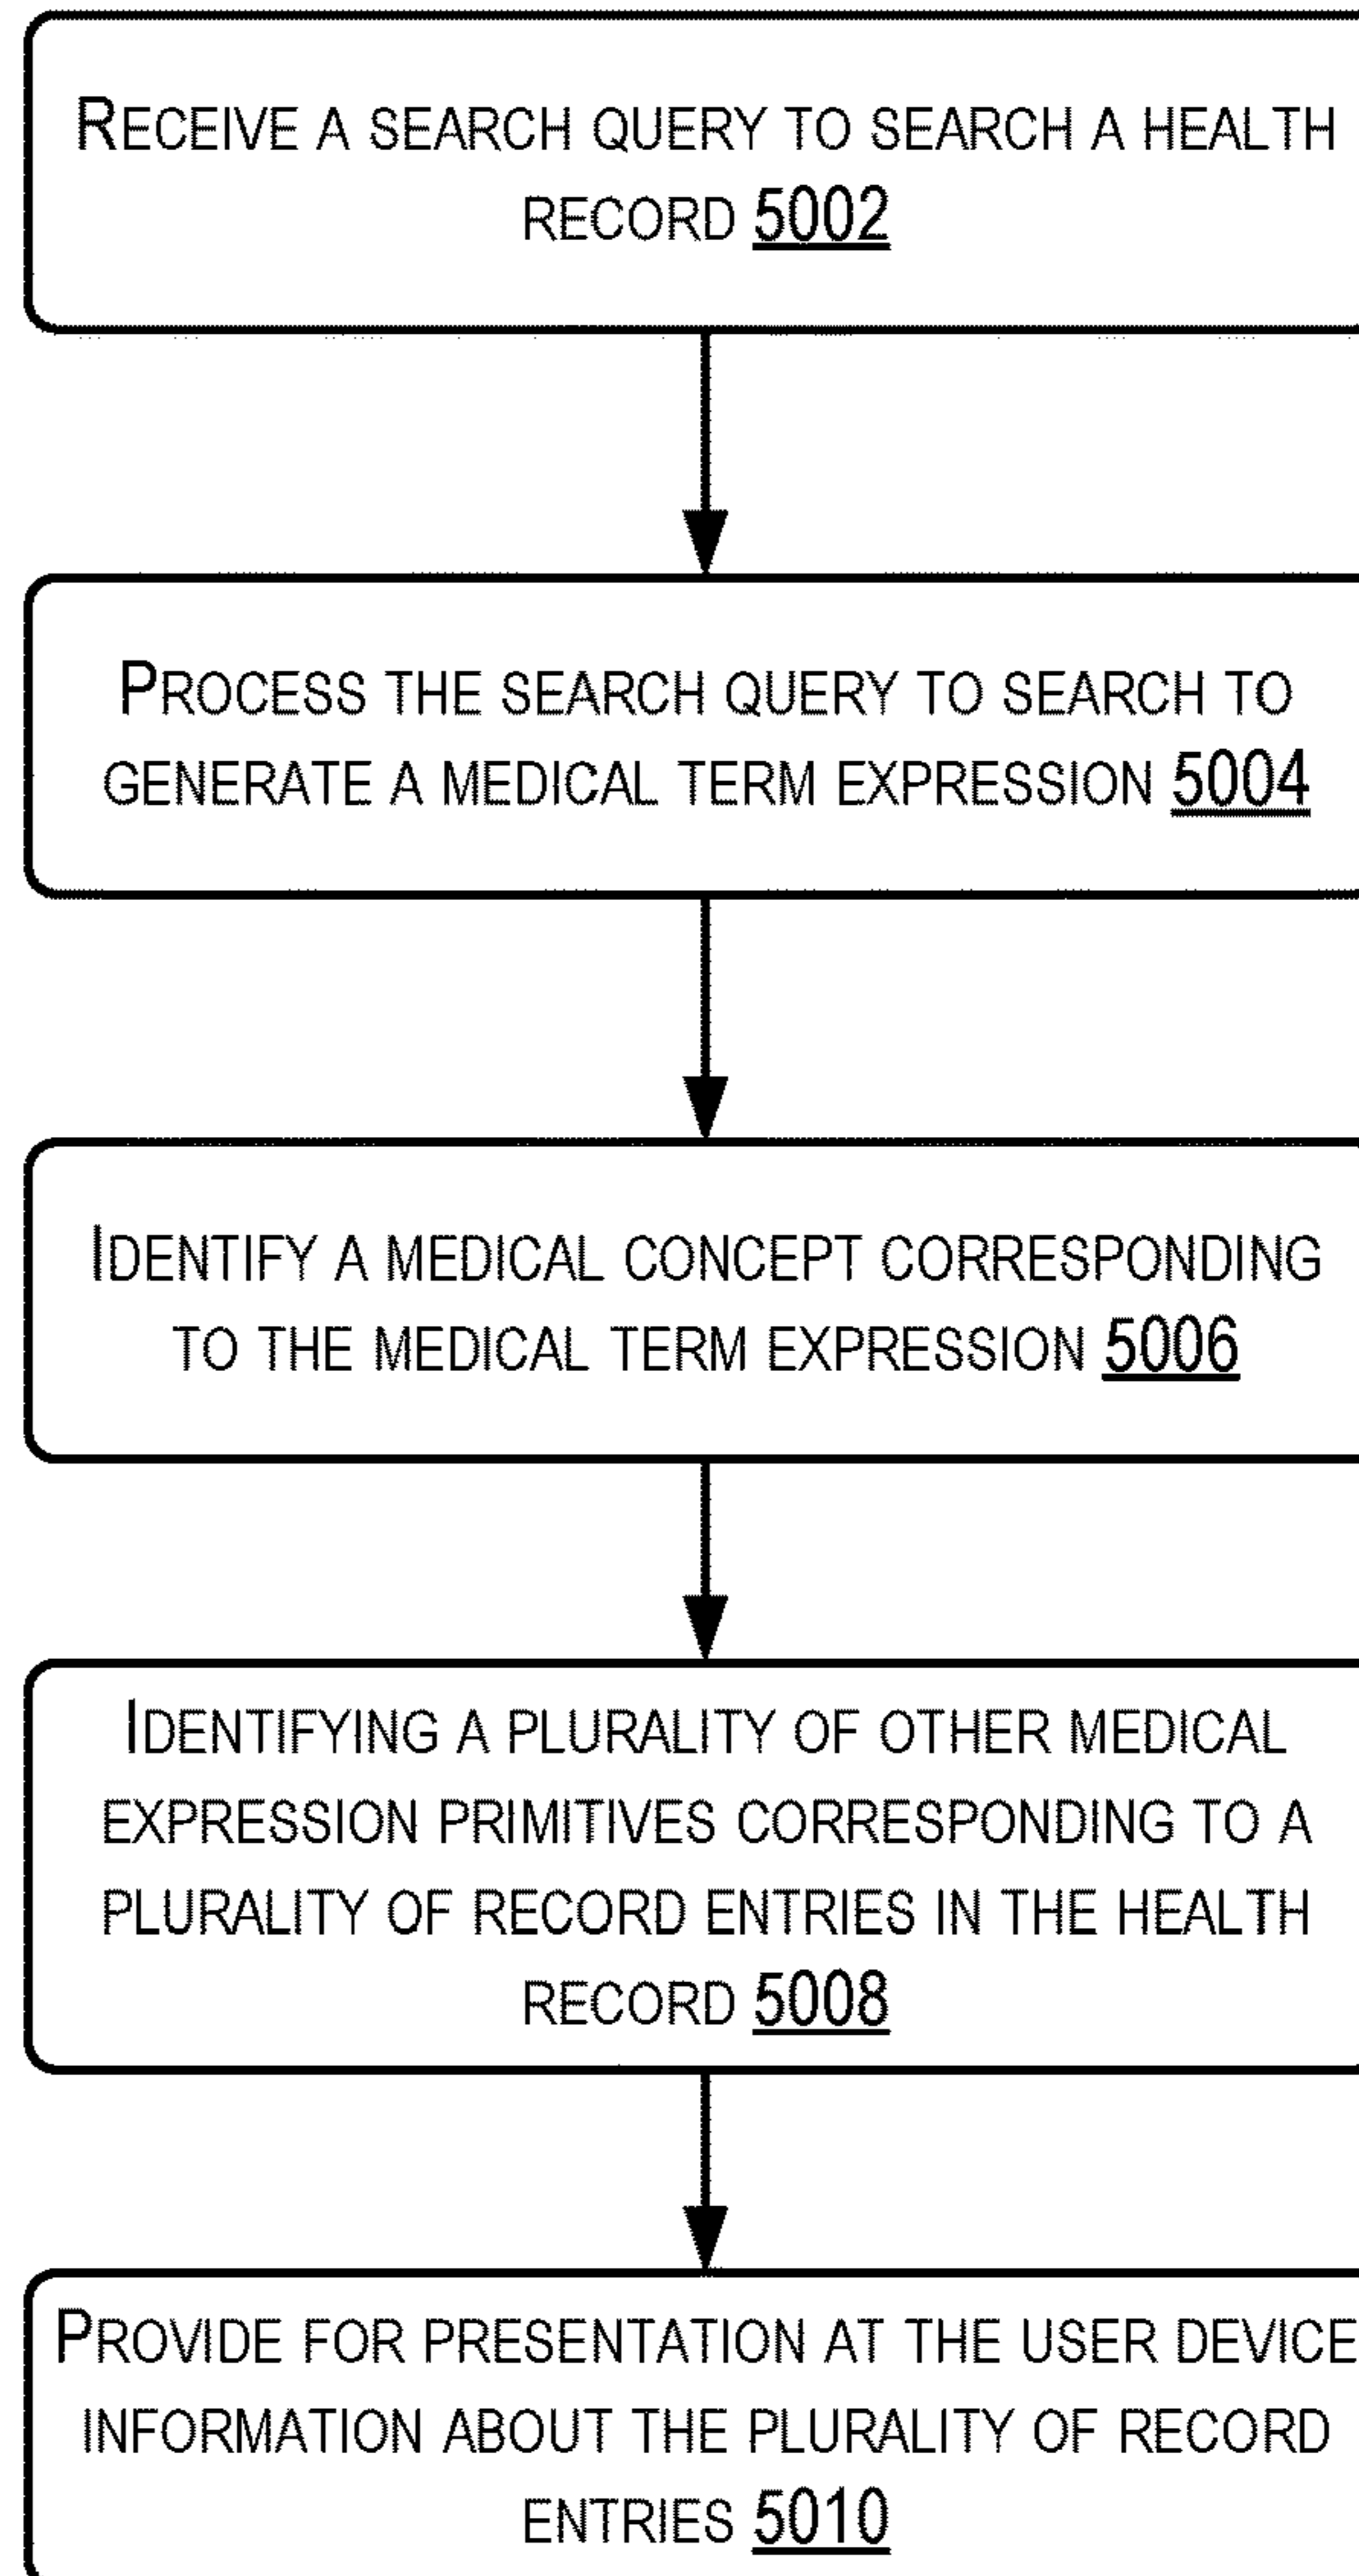 RECEIVE A SEARCH QUERY TO SEARCH A HEALTH
RECORD 5002
PROCESS THE SEARCH QUERY TO SEARCH TO
GENERATE A MEDICAL TERM EXPRESSION 5004
IDENTIFY A MEDICAL CONCEPT CORRESPONDING
TO THE MEDICAL TERM EXPRESSION 5006
IDENTIFYING A PLURALITY OF OTHER MEDICAL
EXPRESSION PRIMITIVES CORRESPONDING TO A
PLURALITY OF RECORD ENTRIES IN THE HEALTH
RECORD 5008
PROVIDE FOR PRESENTATION AT THE USER DEVICE
INFORMATION ABOUT THE PLURALITY OF RECORD
ENTRIES 5010